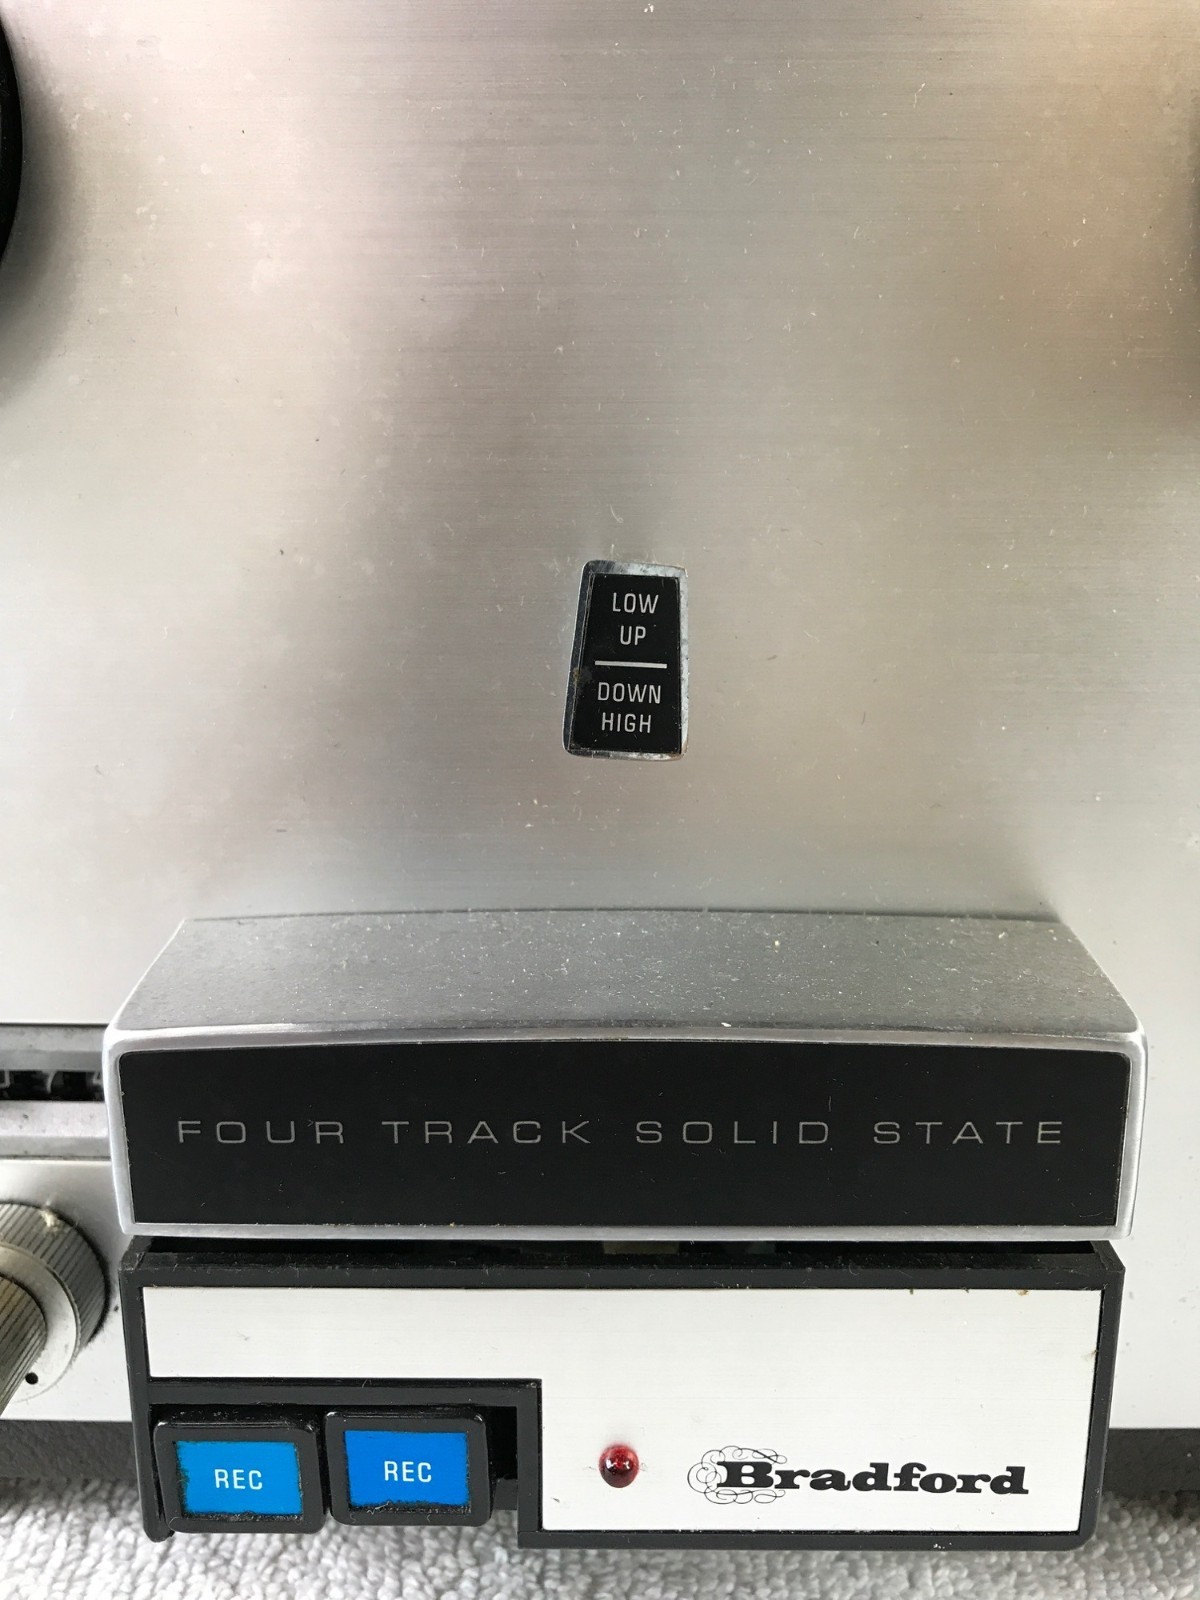 LOW
UP
DOWN
HIGH
FOUR TRACK SOLID STATE
REC REC
Bradford